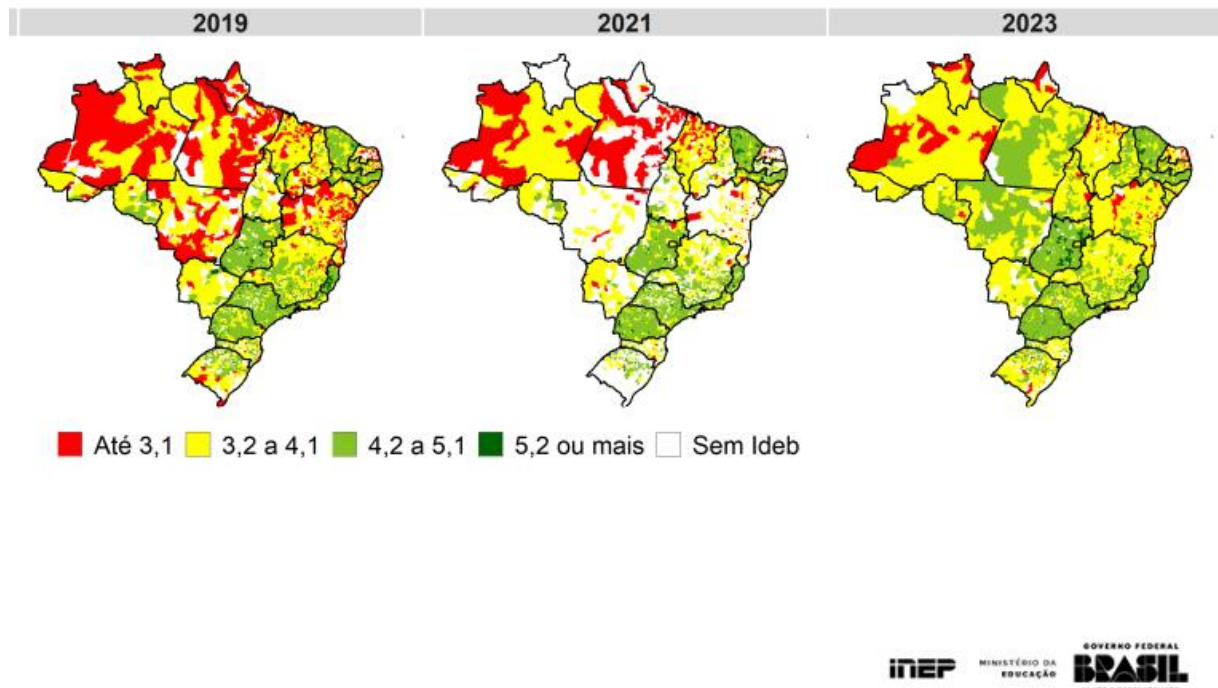 2019 2021 2023
Até 3,1 3,2 a 4,1 4,2 a 5,1 5,2 ou mais Sem Ideb
GOVERNO FEDERAL
inep MINISTÉRIO DA EDUCAÇÃO BRASIL